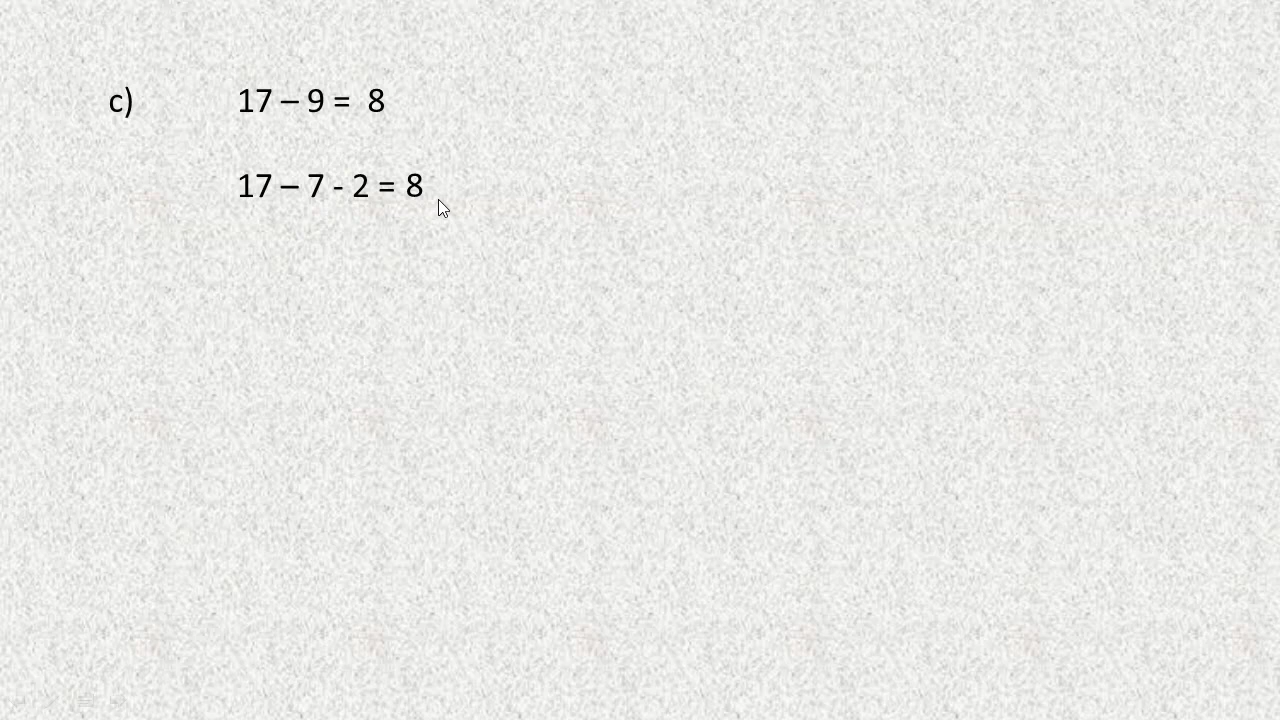 c) 17 – 9 = 8
17 – 7 - 2 = 8